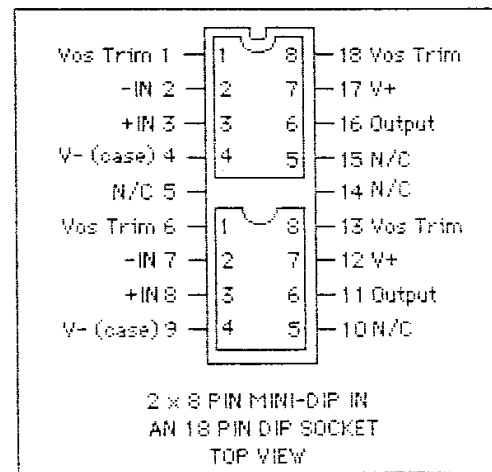 Vos Trim 1 1 8 18 Vos Trim
-IN 2 2 7 17 V+
+IN 3 3 6 16 Output
V- (case) 4 4 5 15 N/C
N/C 5 14 N/C
Vos Trim 6 1 8 13 Vos Trim
-IN 7 2 7 12 V+
+IN 8 3 6 11 Output
V- (case) 9 4 5 10 N/C
2 x 8 PIN MINI-DIP IN
AN 18 PIN DIP SOCKET
TOP VIEW